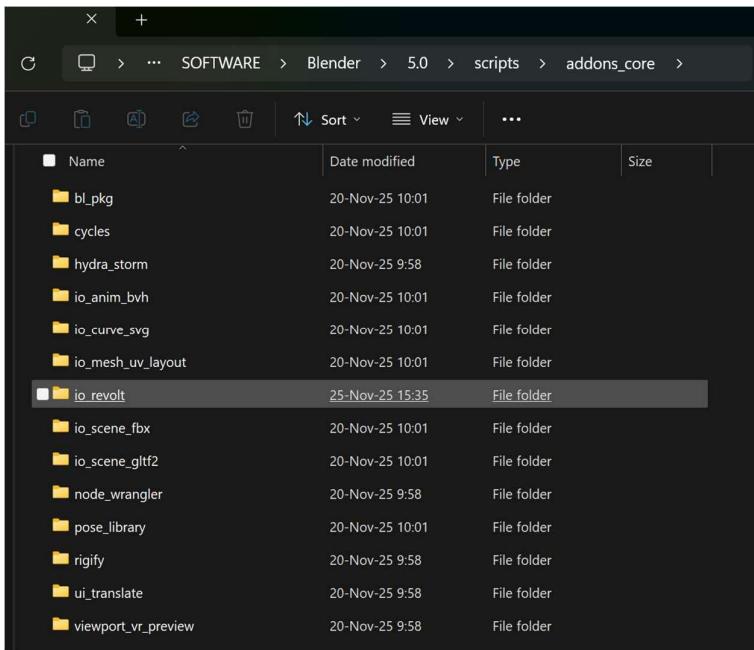 SOFTWARE > Blender > 5.0 > scripts > addons_core >
Sort View
Name Date modified Type Size
bl_pkg 20-Nov-25 10:01 File folder
cycles 20-Nov-25 10:01 File folder
hydra_storm 20-Nov-25 9:58 File folder
io_anim_bvh 20-Nov-25 10:01 File folder
io_curve_svg 20-Nov-25 10:01 File folder
io_mesh_uv_layout 20-Nov-25 10:01 File folder
io_revolt 25-Nov-25 15:35 File folder
io_scene_fbx 20-Nov-25 10:01 File folder
io_scene_gltf2 20-Nov-25 10:01 File folder
node_wrangler 20-Nov-25 9:58 File folder
pose_library 20-Nov-25 10:01 File folder
rigify 20-Nov-25 9:58 File folder
ui_translate 20-Nov-25 9:58 File folder
viewport_vr_preview 20-Nov-25 9:58 File folder